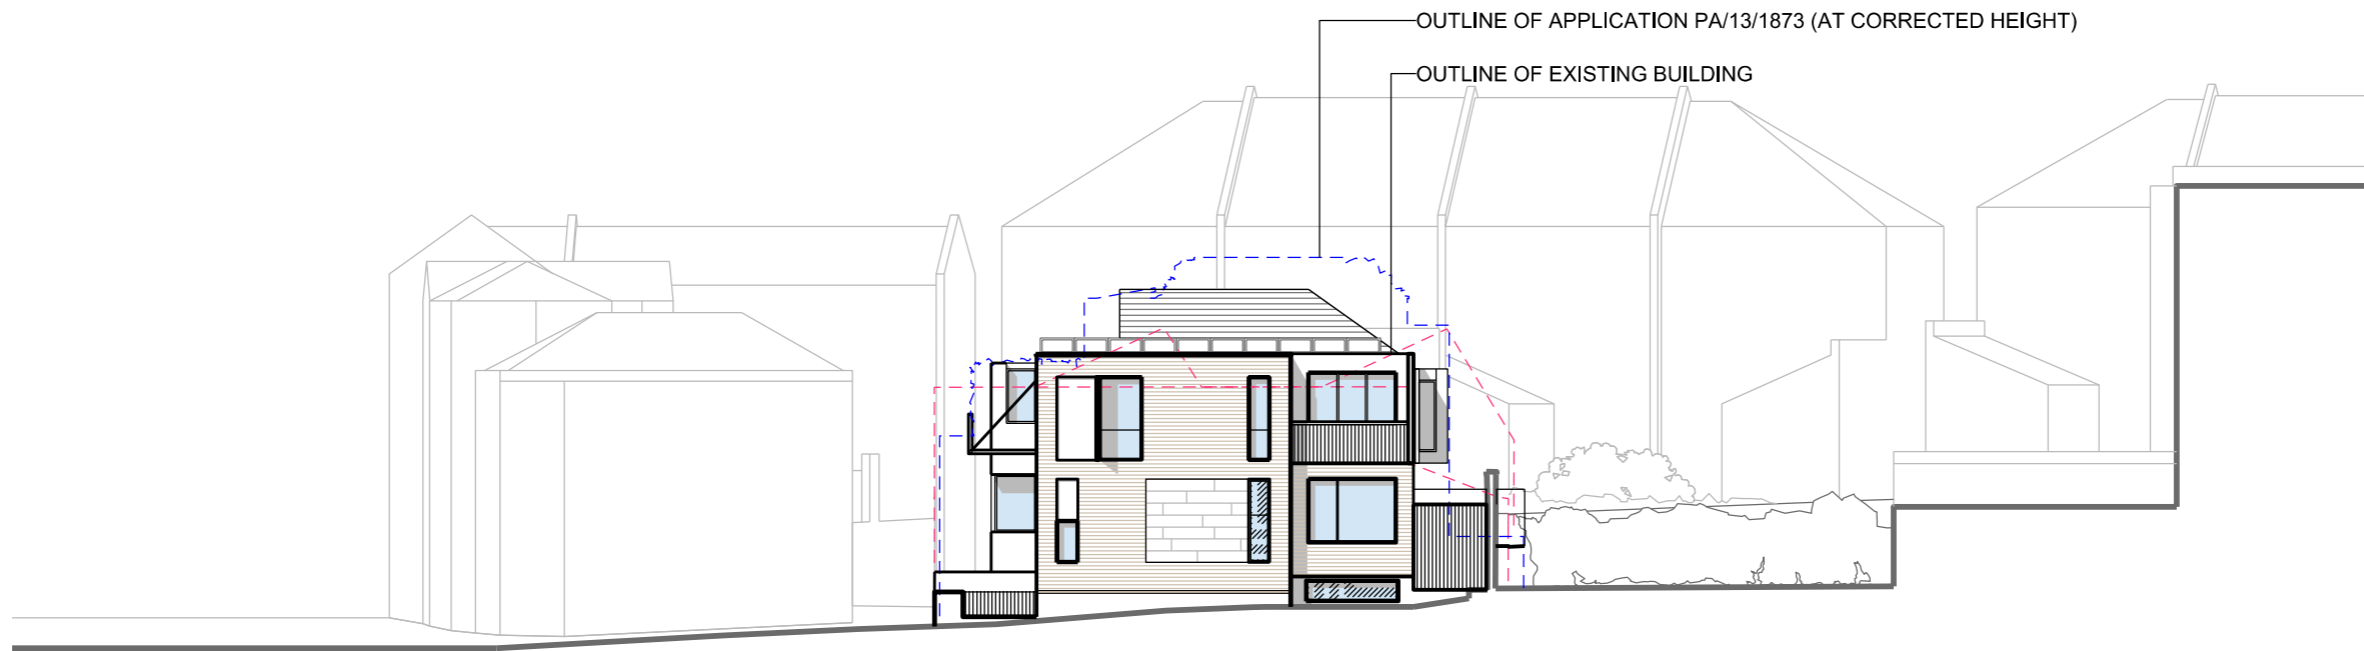 OUTLINE OF APPLICATION PA/13/1873 (AT CORRECTED HEIGHT)
OUTLINE OF EXISTING BUILDING